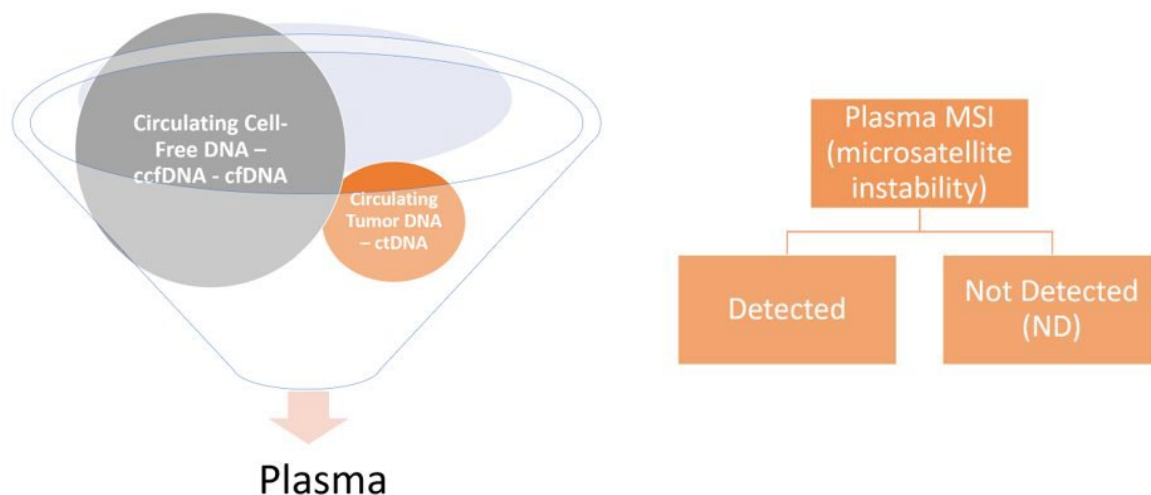 Circulating Cell-
Free DNA –
ccfDNA - cfDNA
Circulating
Tumor DNA
– ctDNA
Plasma
Plasma MSI
(microsatellite
instability)
Detected
Not Detected
(ND)